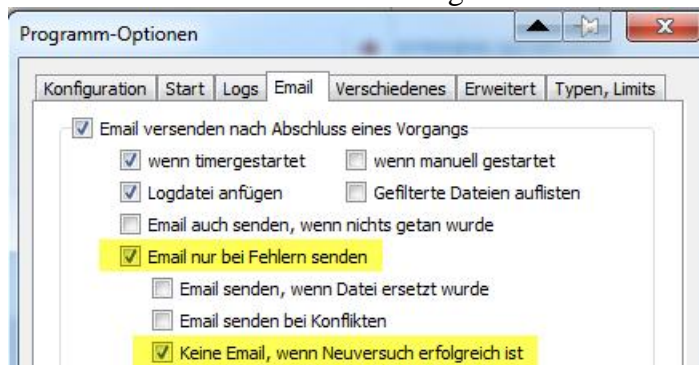 Programm-Optionen
Konfiguration Start Logs Email Verschiedenes Erweitert Typen, Limits
Email versenden nach Abschluss eines Vorgangs
wenn timergestartet wenn manuell gestartet
Logdatei anfügen Gefilterte Dateien auflisten
Email auch senden, wenn nichts getan wurde
Email nur bei Fehlern senden
Email senden, wenn Datei ersetzt wurde
Email senden bei Konflikten
Keine Email, wenn Neuversuch erfolgreich ist